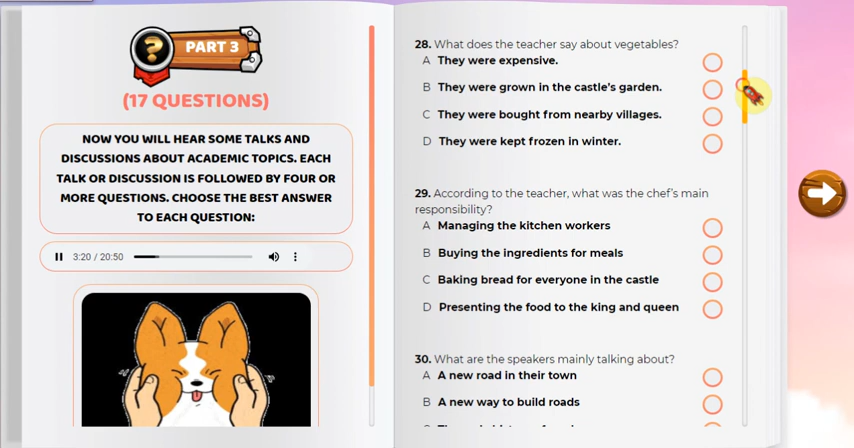 PART 3
(17 QUESTIONS)
NOW YOU WILL HEAR SOME TALKS AND
DISCUSSIONS ABOUT ACADEMIC TOPICS. EACH
TALK OR DISCUSSION IS FOLLOWED BY FOUR OR
MORE QUESTIONS. CHOOSE THE BEST ANSWER
TO EACH QUESTION:
3:20 / 20:50
28. What does the teacher say about vegetables?
A They were expensive.
B They were grown in the castle's garden.
C They were bought from nearby villages.
D They were kept frozen in winter.
29. According to the teacher, what was the chef's main
responsibility?
A Managing the kitchen workers
B Buying the ingredients for meals
C Baking bread for everyone in the castle
D Presenting the food to the king and queen
30. What are the speakers mainly talking about?
A A new road in their town
B A new way to build roads